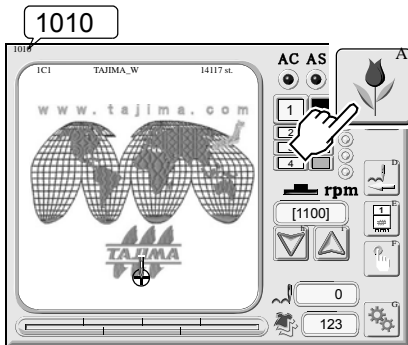 1010
1010
1C1 TAJIMA_W 14117 st.
www.tajima.com
TAJIMA
AC AS
A
1
2
3
4
D
rpm
[1100]
E
1
H
I
F
0
G
123